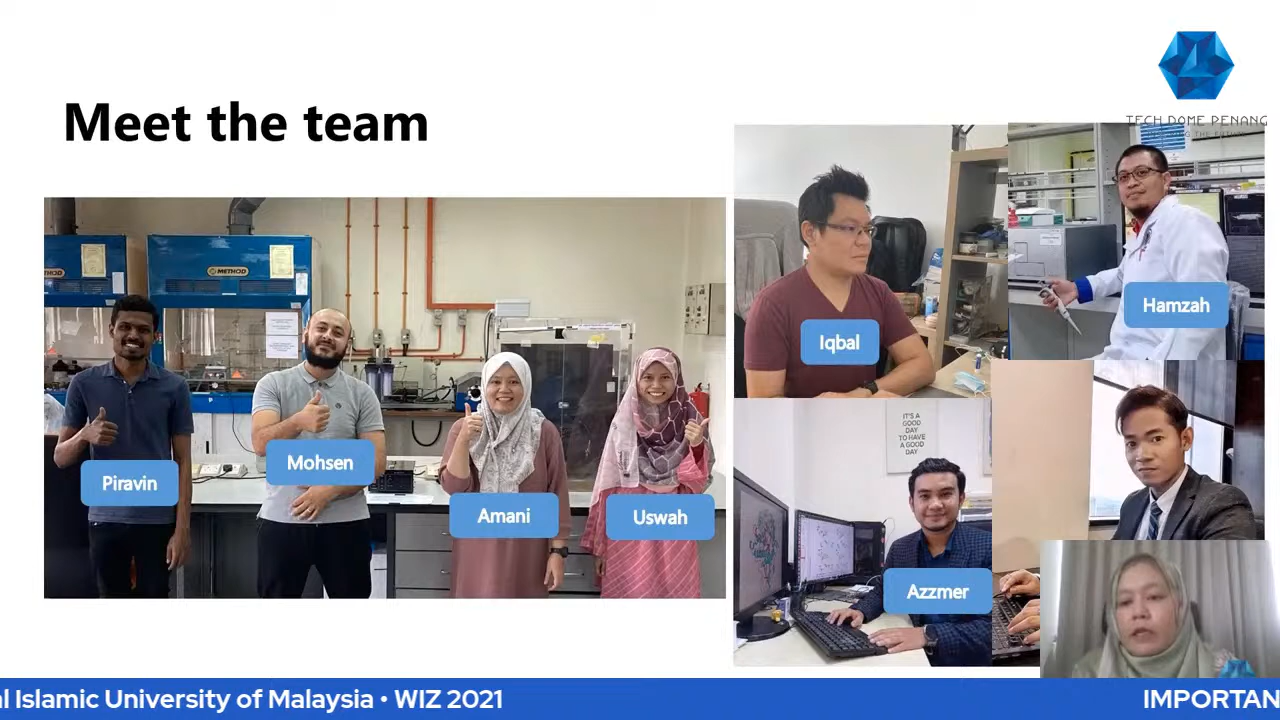 Meet the team
TECH DOME PENANG
METHOD
Piravin
Mohsen
Amani
Uswah
Iqbal
Hamzah
IT'S A
GOOD
DAY
TO HAVE
A GOOD
DAY
Azzmer
al Islamic University of Malaysia • WIZ 2021
IMPORTAN